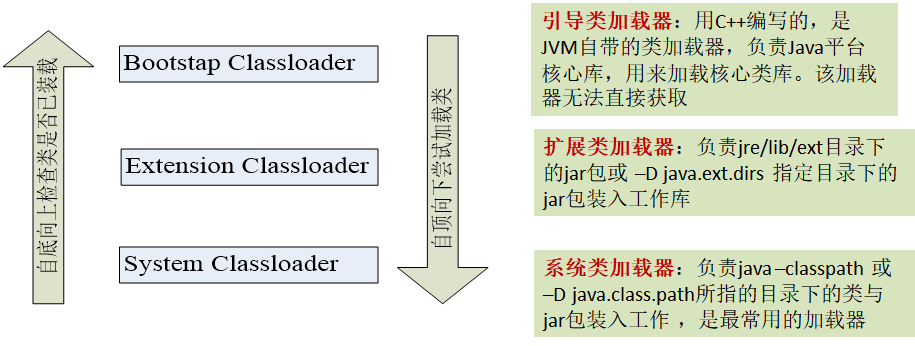 自底向上检查类是否已装载
Bootstap Classloader
Extension Classloader
System Classloader
自顶向下尝试加载类
引导类加载器：用C++编写的，是
JVM自带的类加载器，负责Java平台
核心库，用来加载核心类库。该加载
器无法直接获取
扩展类加载器：负责jre/lib/ext目录下
的jar包或 –D java.ext.dirs 指定目录下的
jar包装入工作库
系统类加载器：负责java –classpath 或
–D java.class.path所指的目录下的类与
jar包装入工作 ，是最常用的加载器